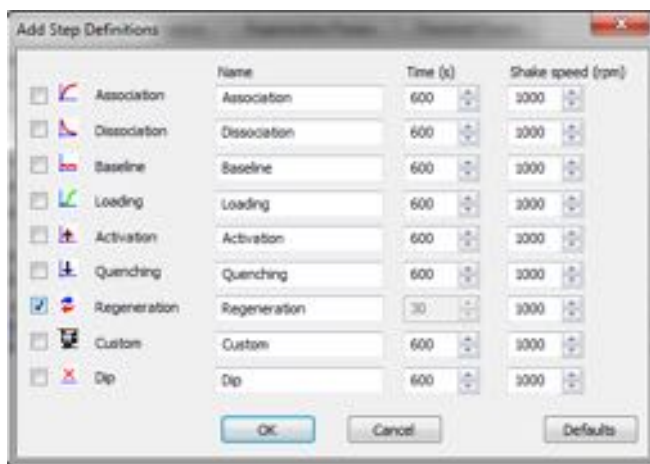 Add Step Definitions
Name Time (s) Shake speed (rpm)
Association Association 600 1000
Dissociation Dissociation 600 1000
Baseline Baseline 600 1000
Loading Loading 600 1000
Activation Activation 600 1000
Quenching Quenching 600 1000
Regeneration Regeneration 30 1000
Custom Custom 600 1000
Dip Dip 600 1000
OK Cancel Defaults